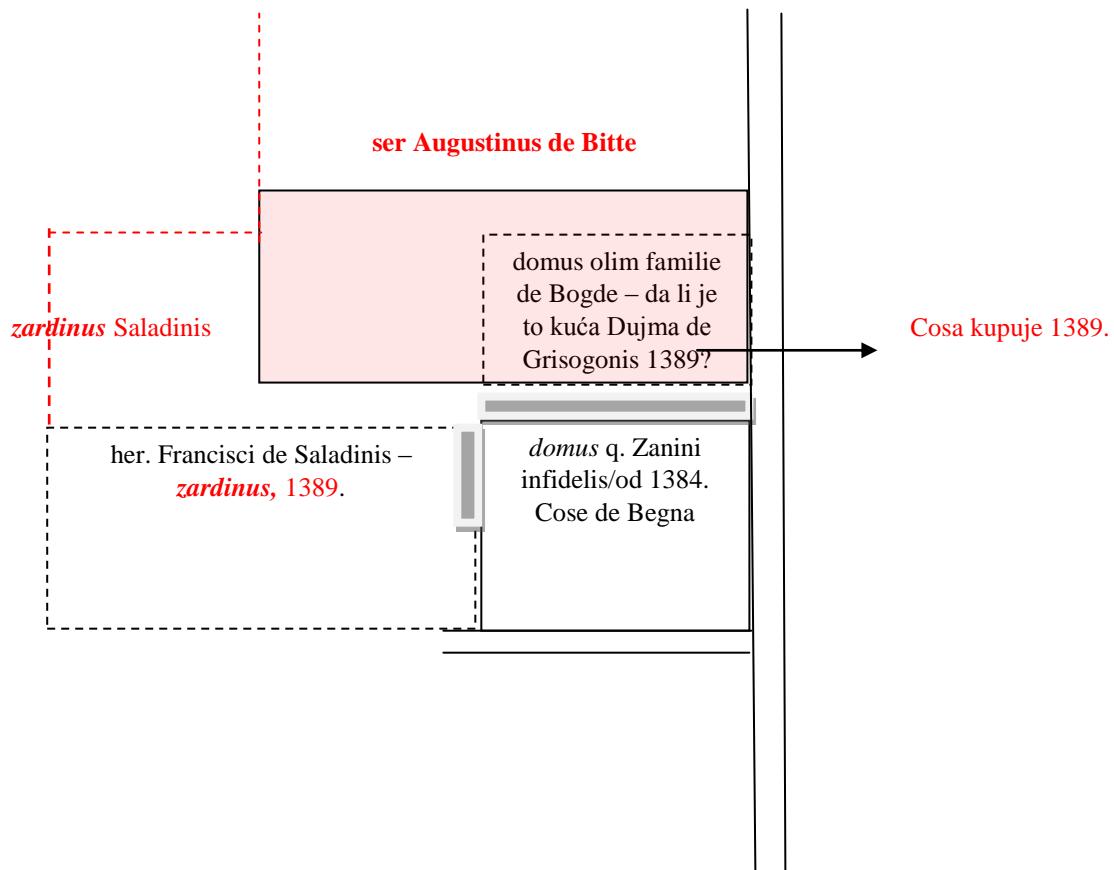 ser Augustinus de Bitte
domus olim familie
de Bogde – da li je
to kuća Dujma de
Grisogonis 1389?
zardinus Saladinis
Cosa kupuje 1389.
her. Francisci de Saladinis –
zardinus, 1389.
domus q. Zanini
infidelis/od 1384.
Cose de Begna